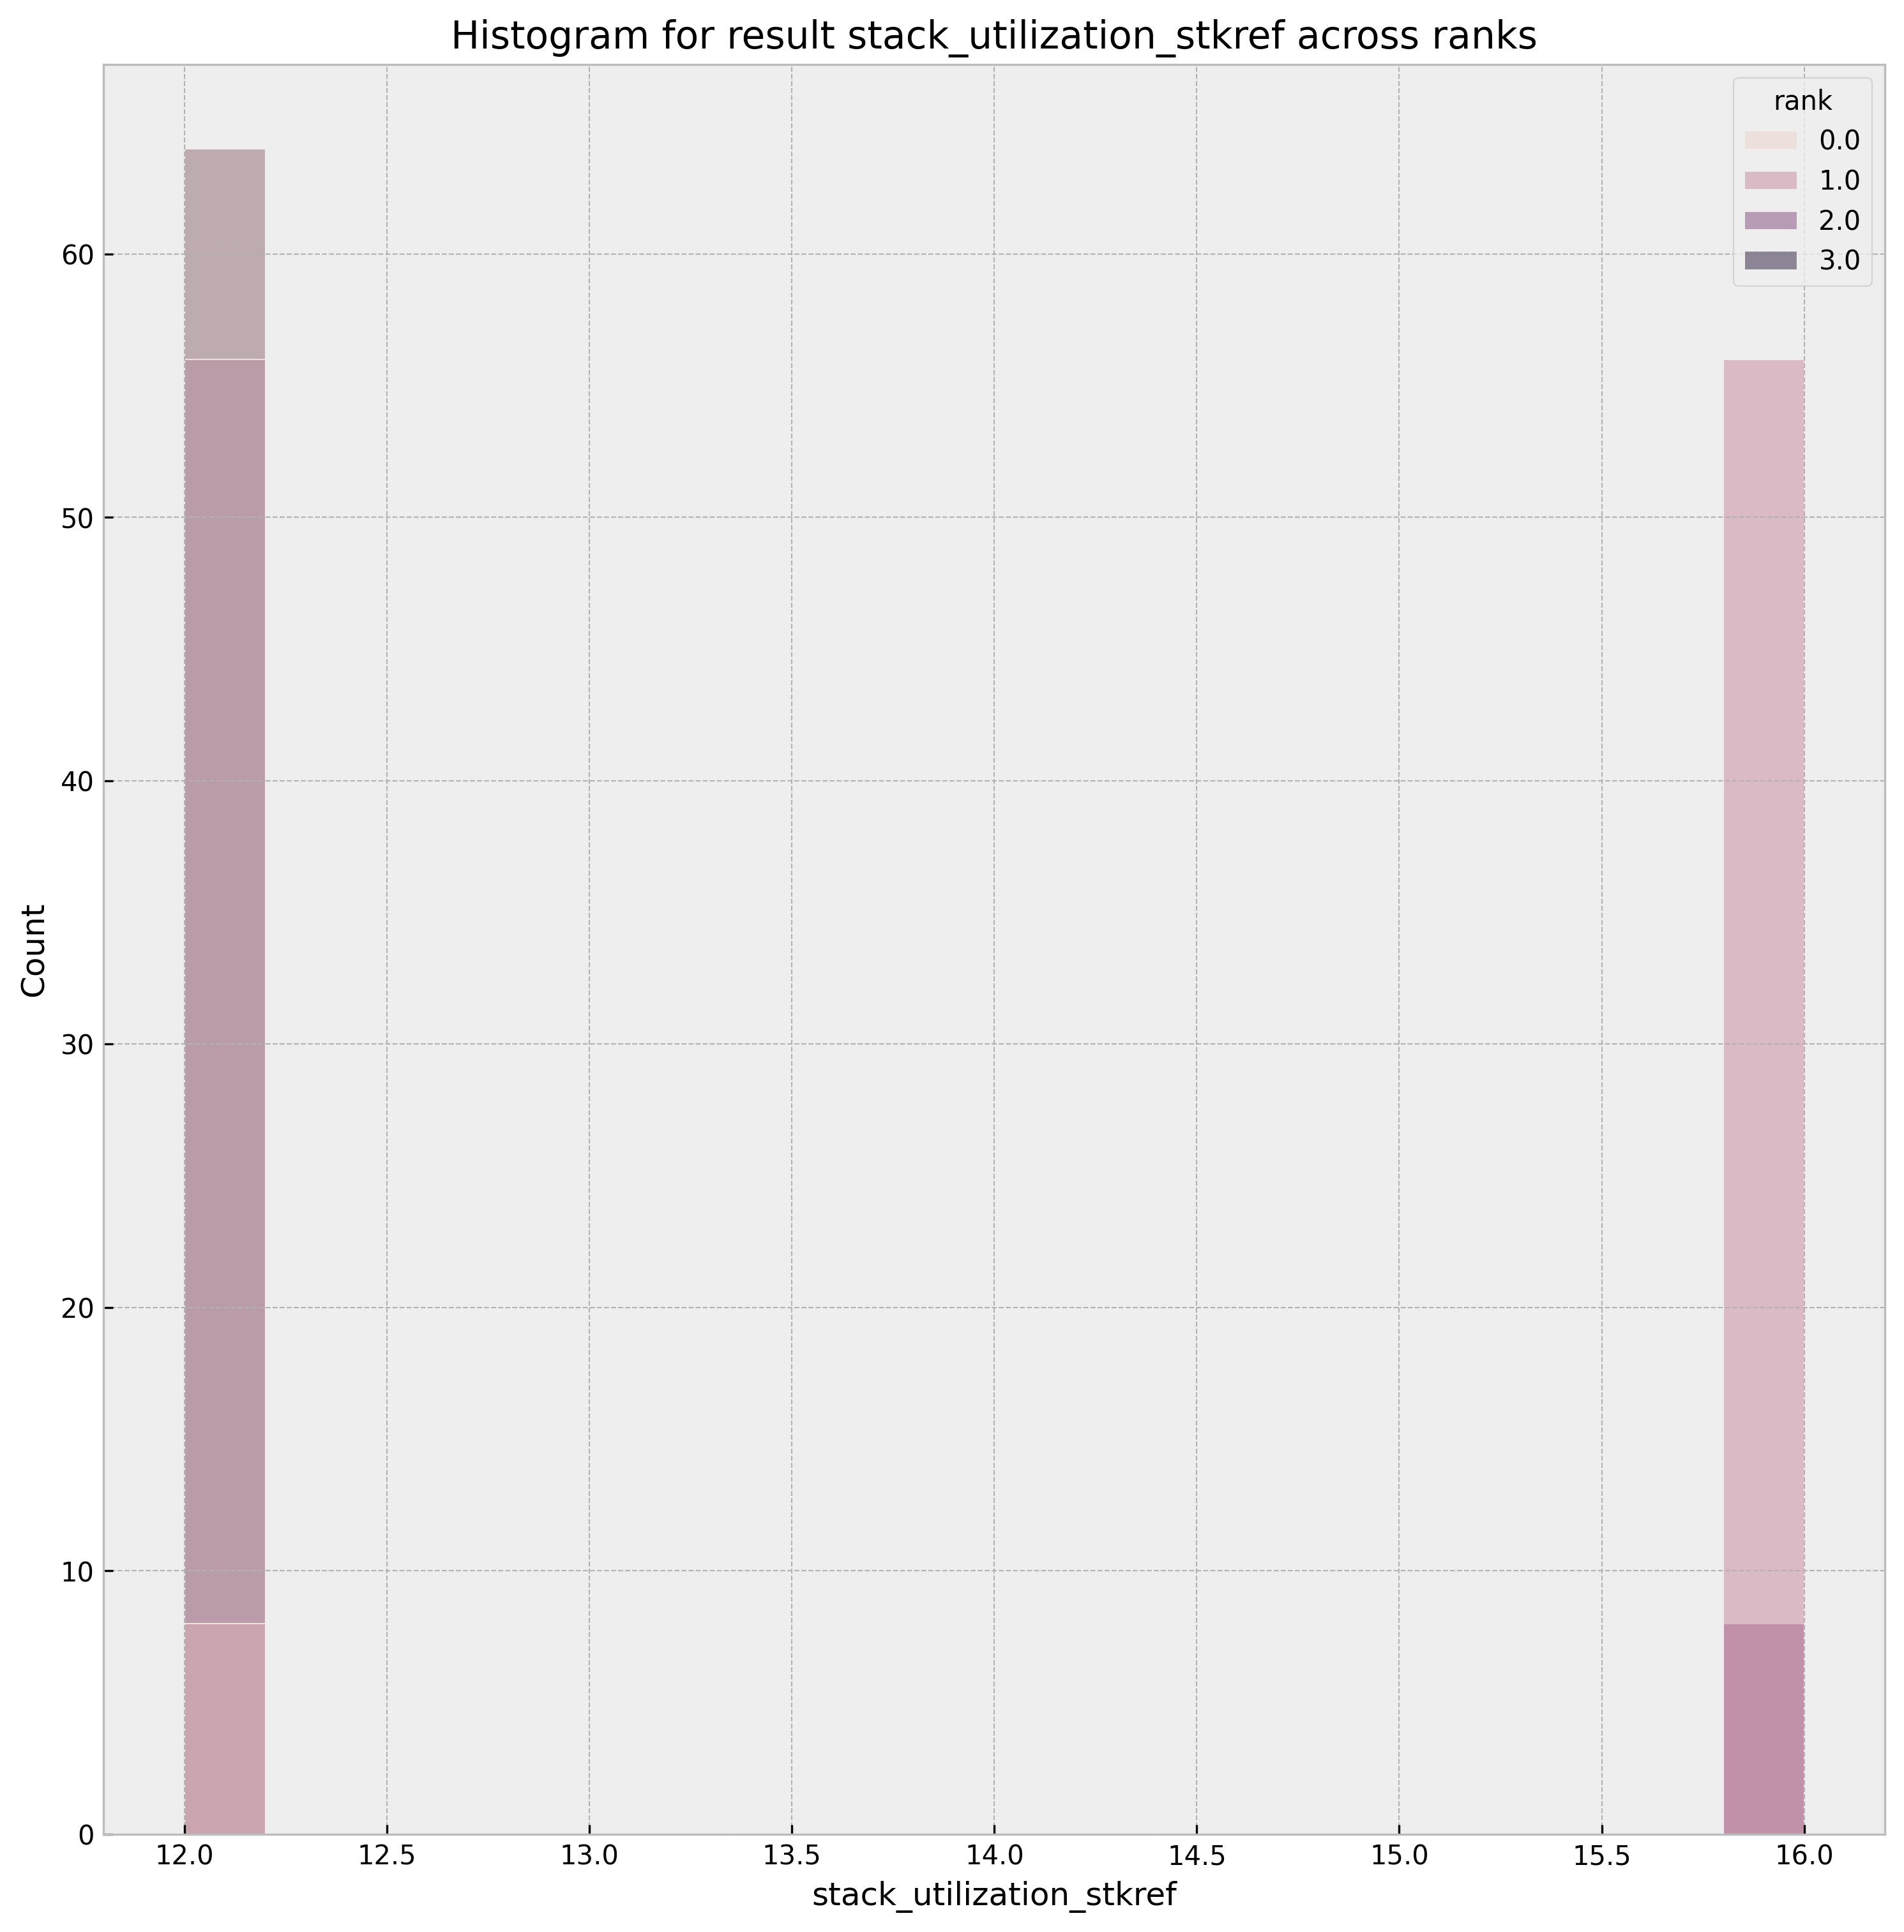 Histogram for result stack_utilization_stkref across ranks
rank
0.0
1.0
2.0
3.0
60
50
40
30
20
10
0
Count
12.0 12.5 13.0 13.5 14.0 14.5 15.0 15.5 16.0
stack_utilization_stkref